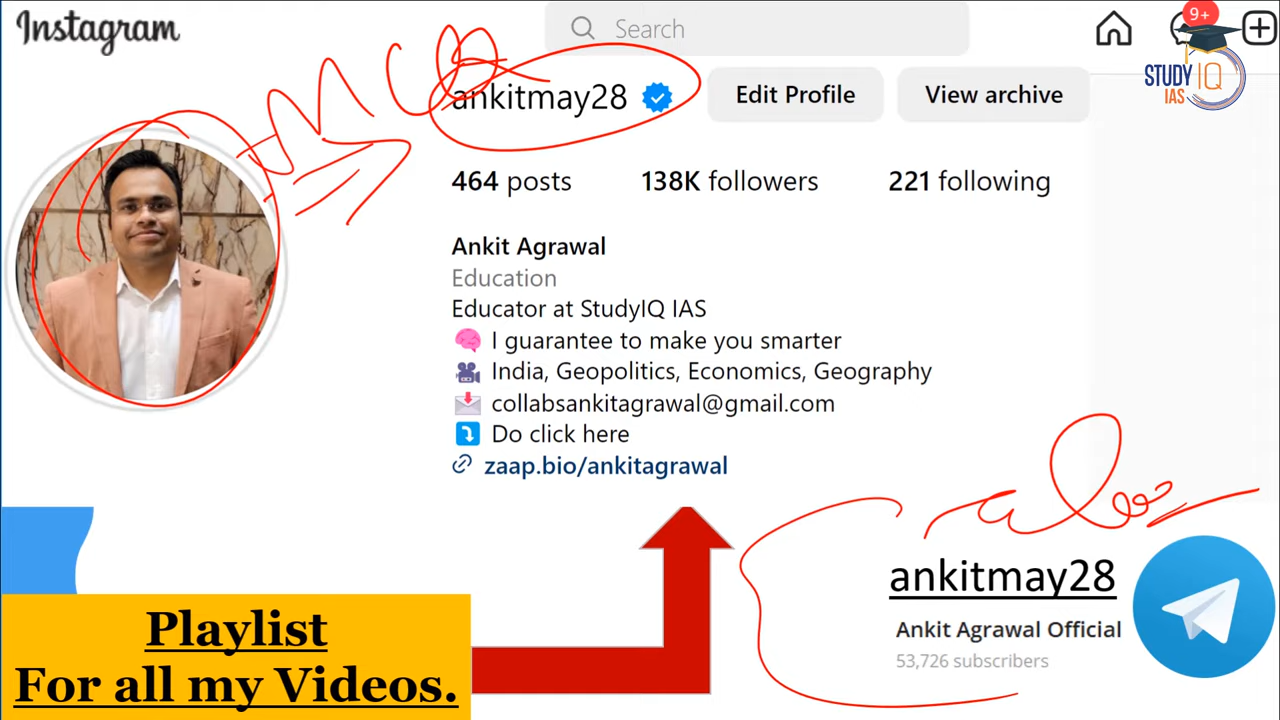 Instagram
Search
9+
STUDY IQ
IAS
ankitmay28
Edit Profile
View archive
464 posts
138K followers
221 following
Ankit Agrawal
Education
Educator at StudyIQ IAS
I guarantee to make you smarter
India, Geopolitics, Economics, Geography
collabsankitagrawal@gmail.com
Do click here
zaap.bio/ankitagrawal
ankitmay28
Ankit Agrawal Official
53,726 subscribers
Playlist
For all my Videos.